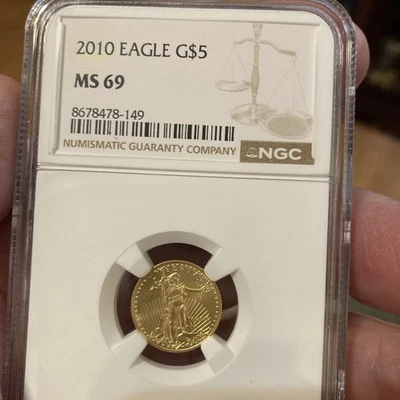 2010 EAGLE G$5
MS 69
8678478-149
NUMISMATIC GUARANTY COMPANY
NGC